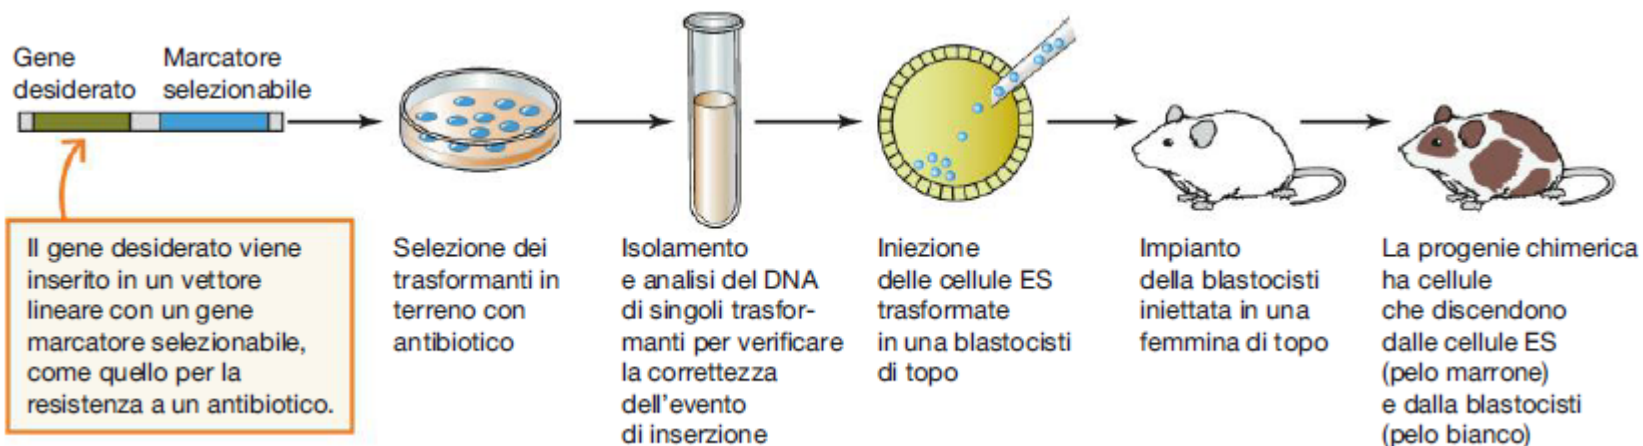 Gene
desiderato
Marcatore
selezionabile
Il gene desiderato viene
inserito in un vettore
lineare con un gene
marcatore selezionabile,
come quello per la
resistenza a un antibiotico.
Selezione dei
trasformanti in
terreno con
antibiotico
Isolamento
e analisi del DNA
di singoli trasfor-
manti per verificare
la correttezza
dell'evento
di inserzione
Iniezione
delle cellule ES
trasformate
in una blastocisti
di topo
Impianto
della blastocisti
iniettata in una
femmina di topo
La progenie chimerica
ha cellule
che discendono
dalle cellule ES
(pelo marrone)
e dalla blastocisti
(pelo bianco)